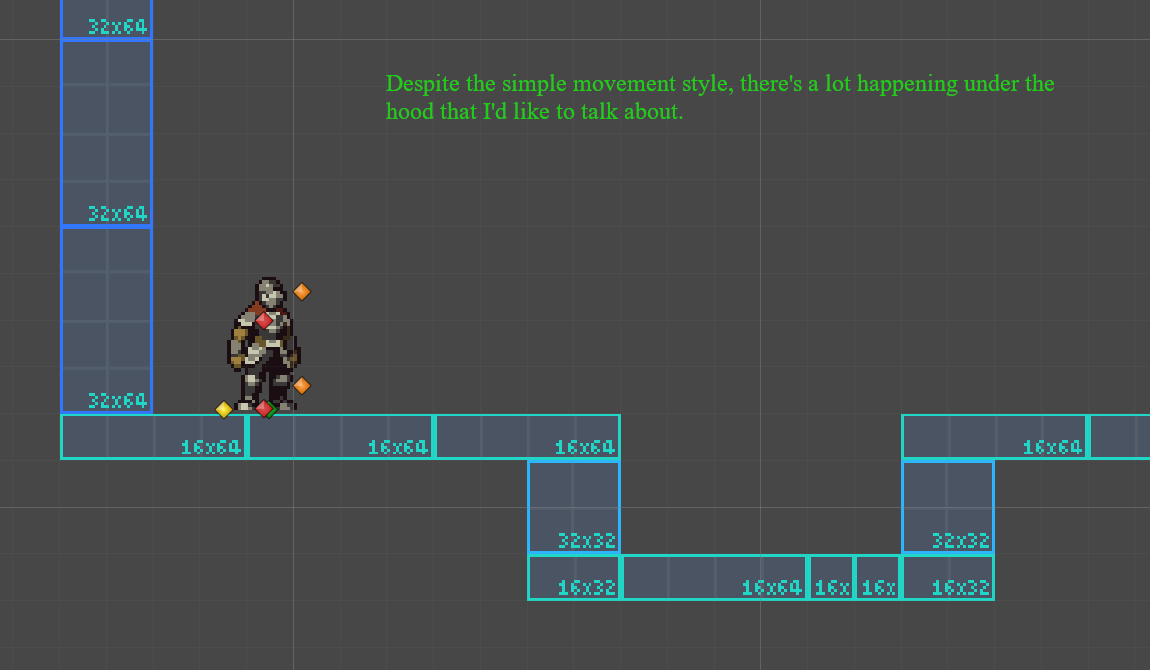 32x64
Despite the simple movement style, there's a lot happening under the
hood that I'd like to talk about.
32x64
32x64
16x64 16x64 16x64 16x64
32x32 32x32
16x32 16x64 16x 16x 16x32